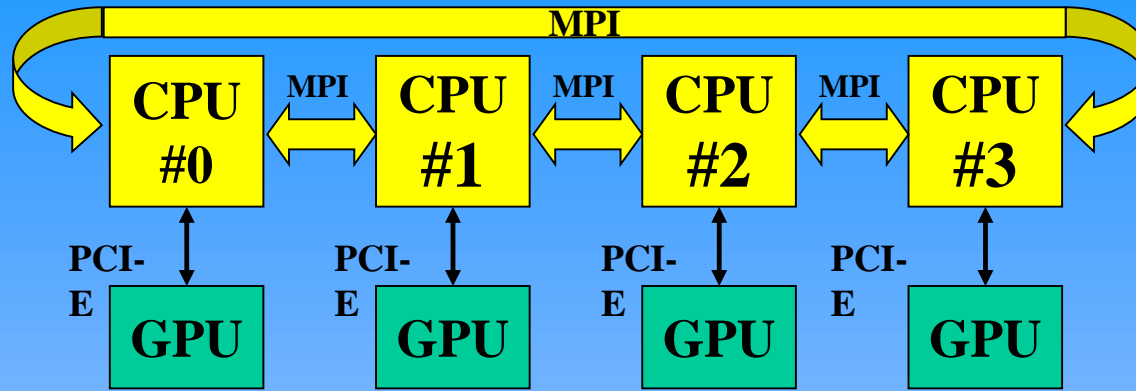 MPI
MPI MPI MPI
CPU CPU CPU CPU
#0 #1 #2 #3
PCI- PCI- PCI- PCI-
E E E E
GPU GPU GPU GPU